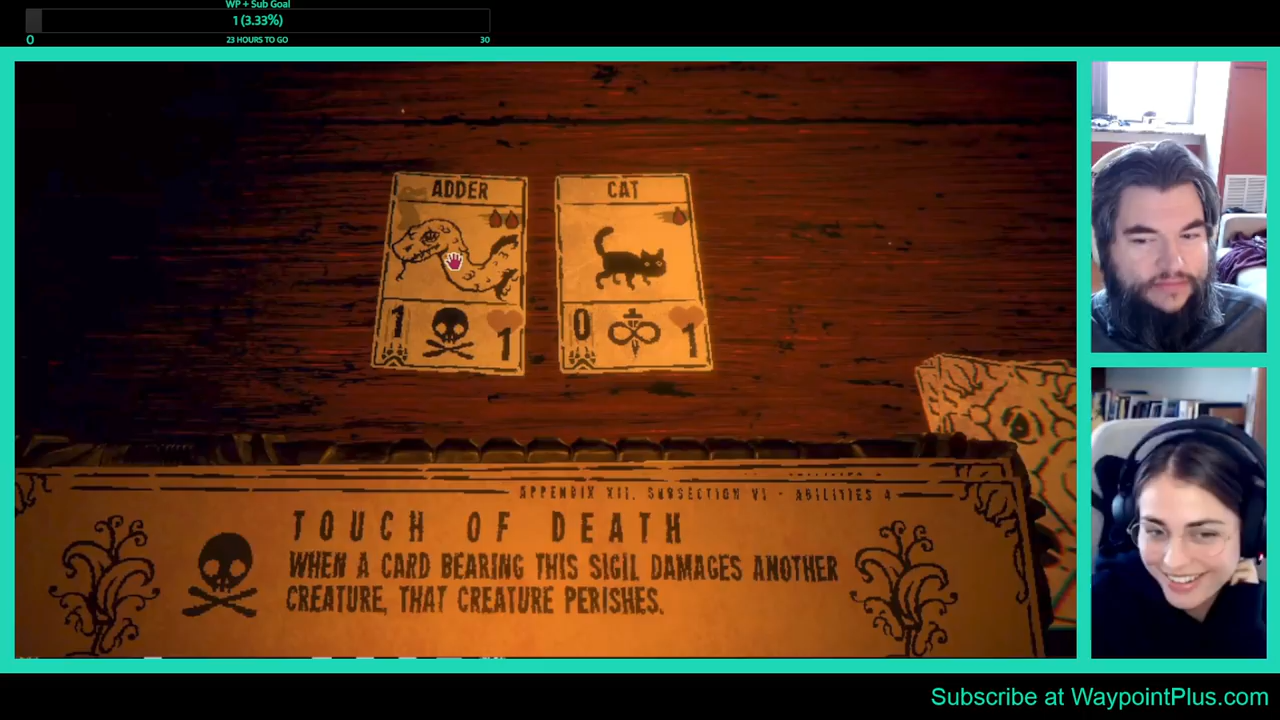 WP + Sub Goal
1 (3.33%)
0
23 HOURS TO GO
30
ADDER
CAT
1
1
0
1
APPENDIX XII, SUBSECTION VI - ABILITIES 4
TOUCH OF DEATH
WHEN A CARD BEARING THIS SIGIL DAMAGES ANOTHER
CREATURE, THAT CREATURE PERISHES.
Subscribe at WaypointPlus.com